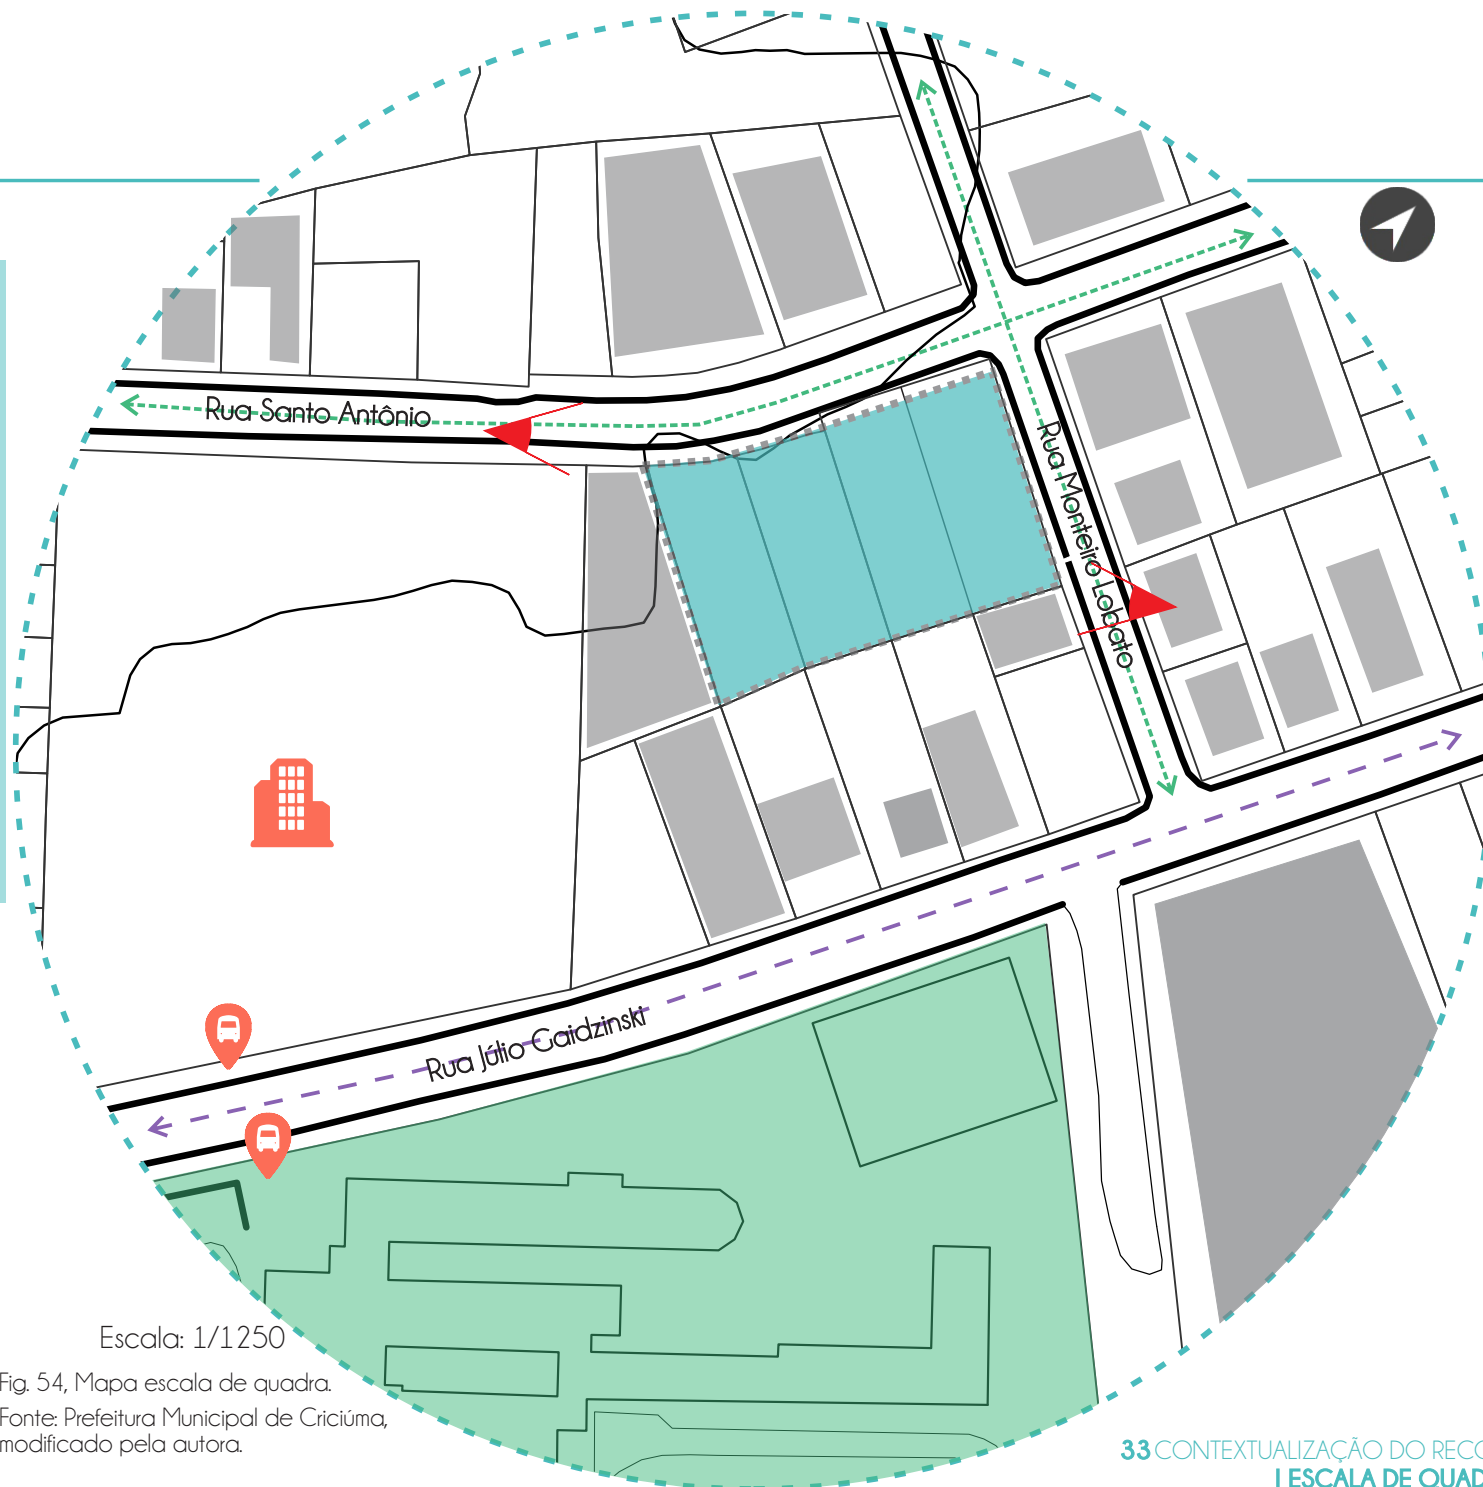 Rua Santo Antônio
Rua Monteiro Lobato
Rua Júlio Gaidzinski
Escala: 1/1250
Fig. 54, Mapa escala de quadra.
Fonte: Prefeitura Municipal de Criciúma,
modificado pela autora.
33 CONTEXTUALIZAÇÃO DO RECO
I ESCALA DE QUAD